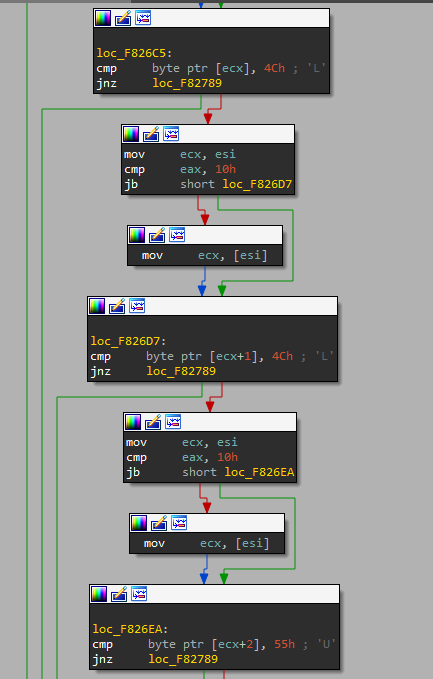 loc_F826C5:
cmp     byte ptr [ecx], 4Ch ; 'L'
jnz     loc_F82789
mov     ecx, esi
cmp     eax, 10h
jb      short loc_F826D7
mov     ecx, [esi]
loc_F826D7:
cmp     byte ptr [ecx+1], 4Ch ; 'L'
jnz     loc_F82789
mov     ecx, esi
cmp     eax, 10h
jb      short loc_F826EA
mov     ecx, [esi]
loc_F826EA:
cmp     byte ptr [ecx+2], 55h ; 'U'
jnz     loc_F82789